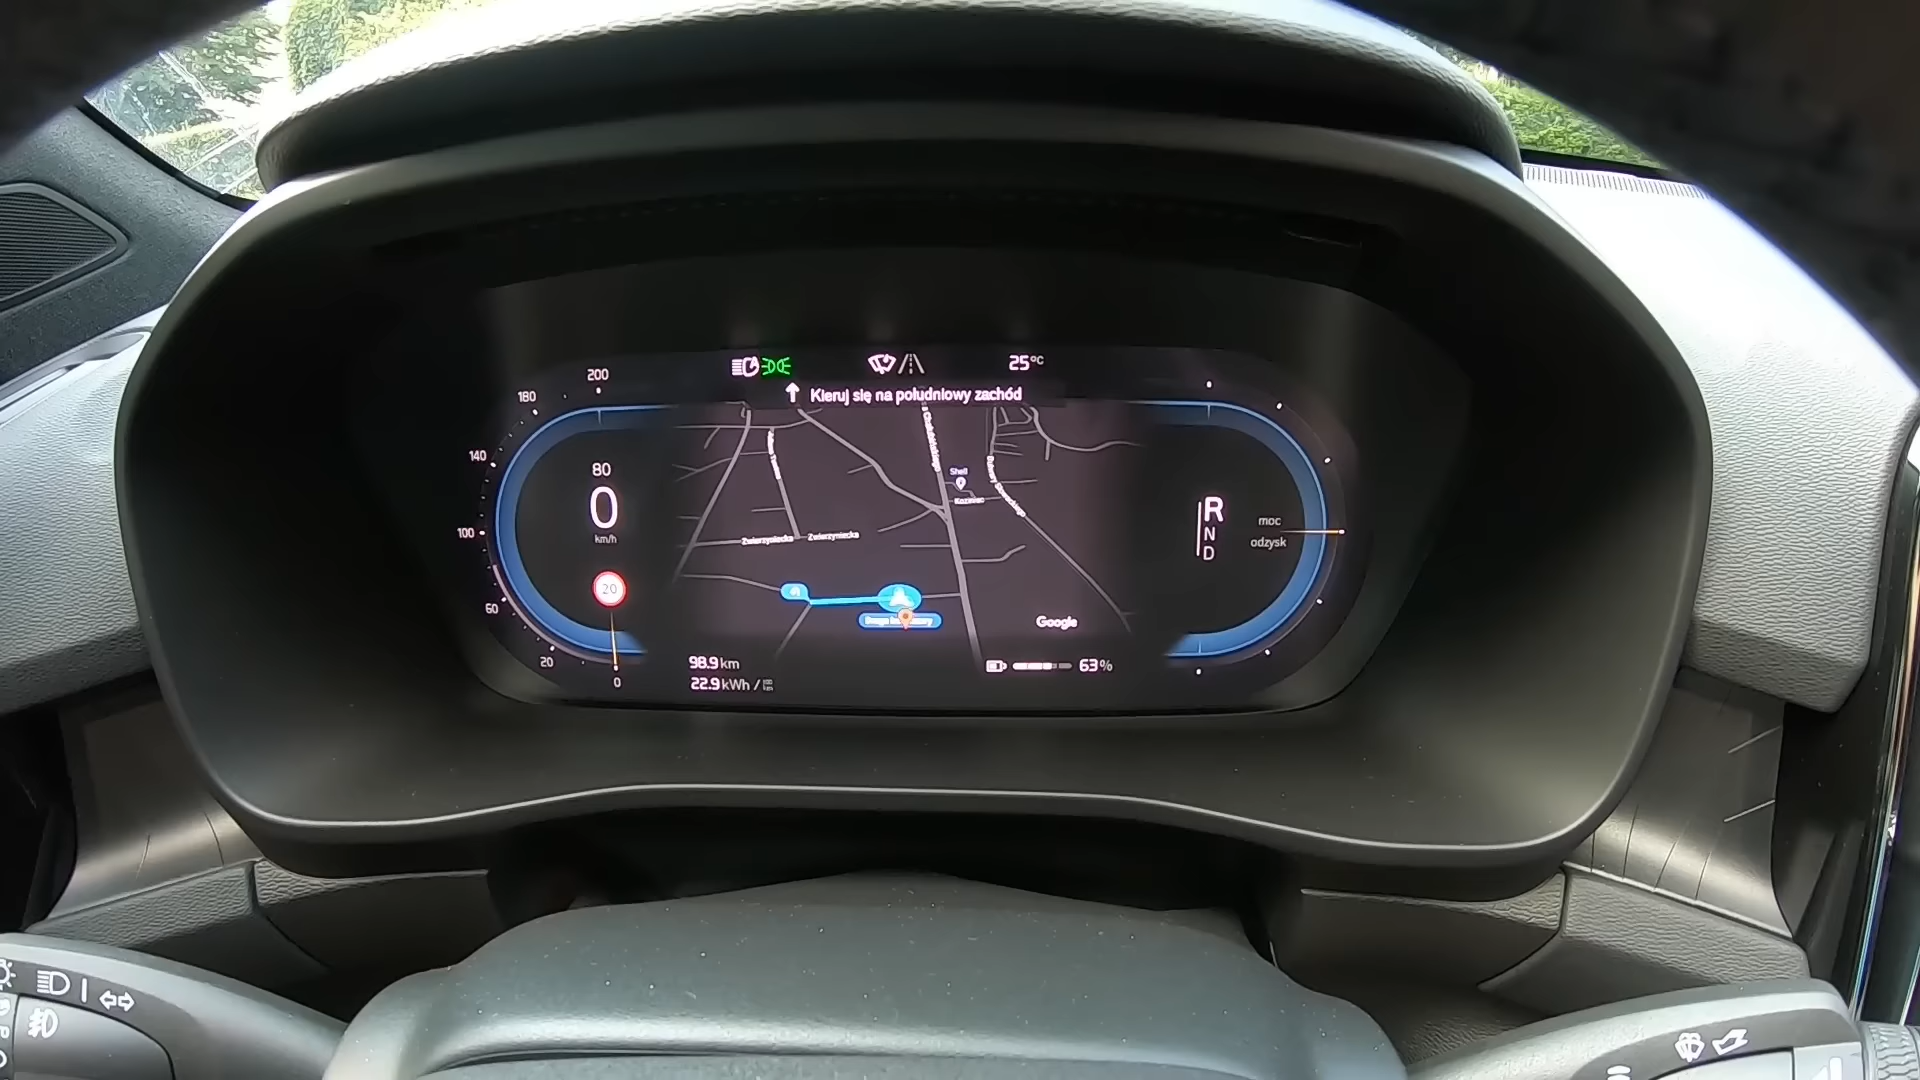 25°C
Kieruj się na południowy zachód
200
180
140
100
60
20
0
80
0
km/h
20
Shell
Koziniec
Zwierzyniecka
Zwierzyniecka
Google
R
N
D
moc
odzysk
98.9 km
22.9 kWh /
63 %